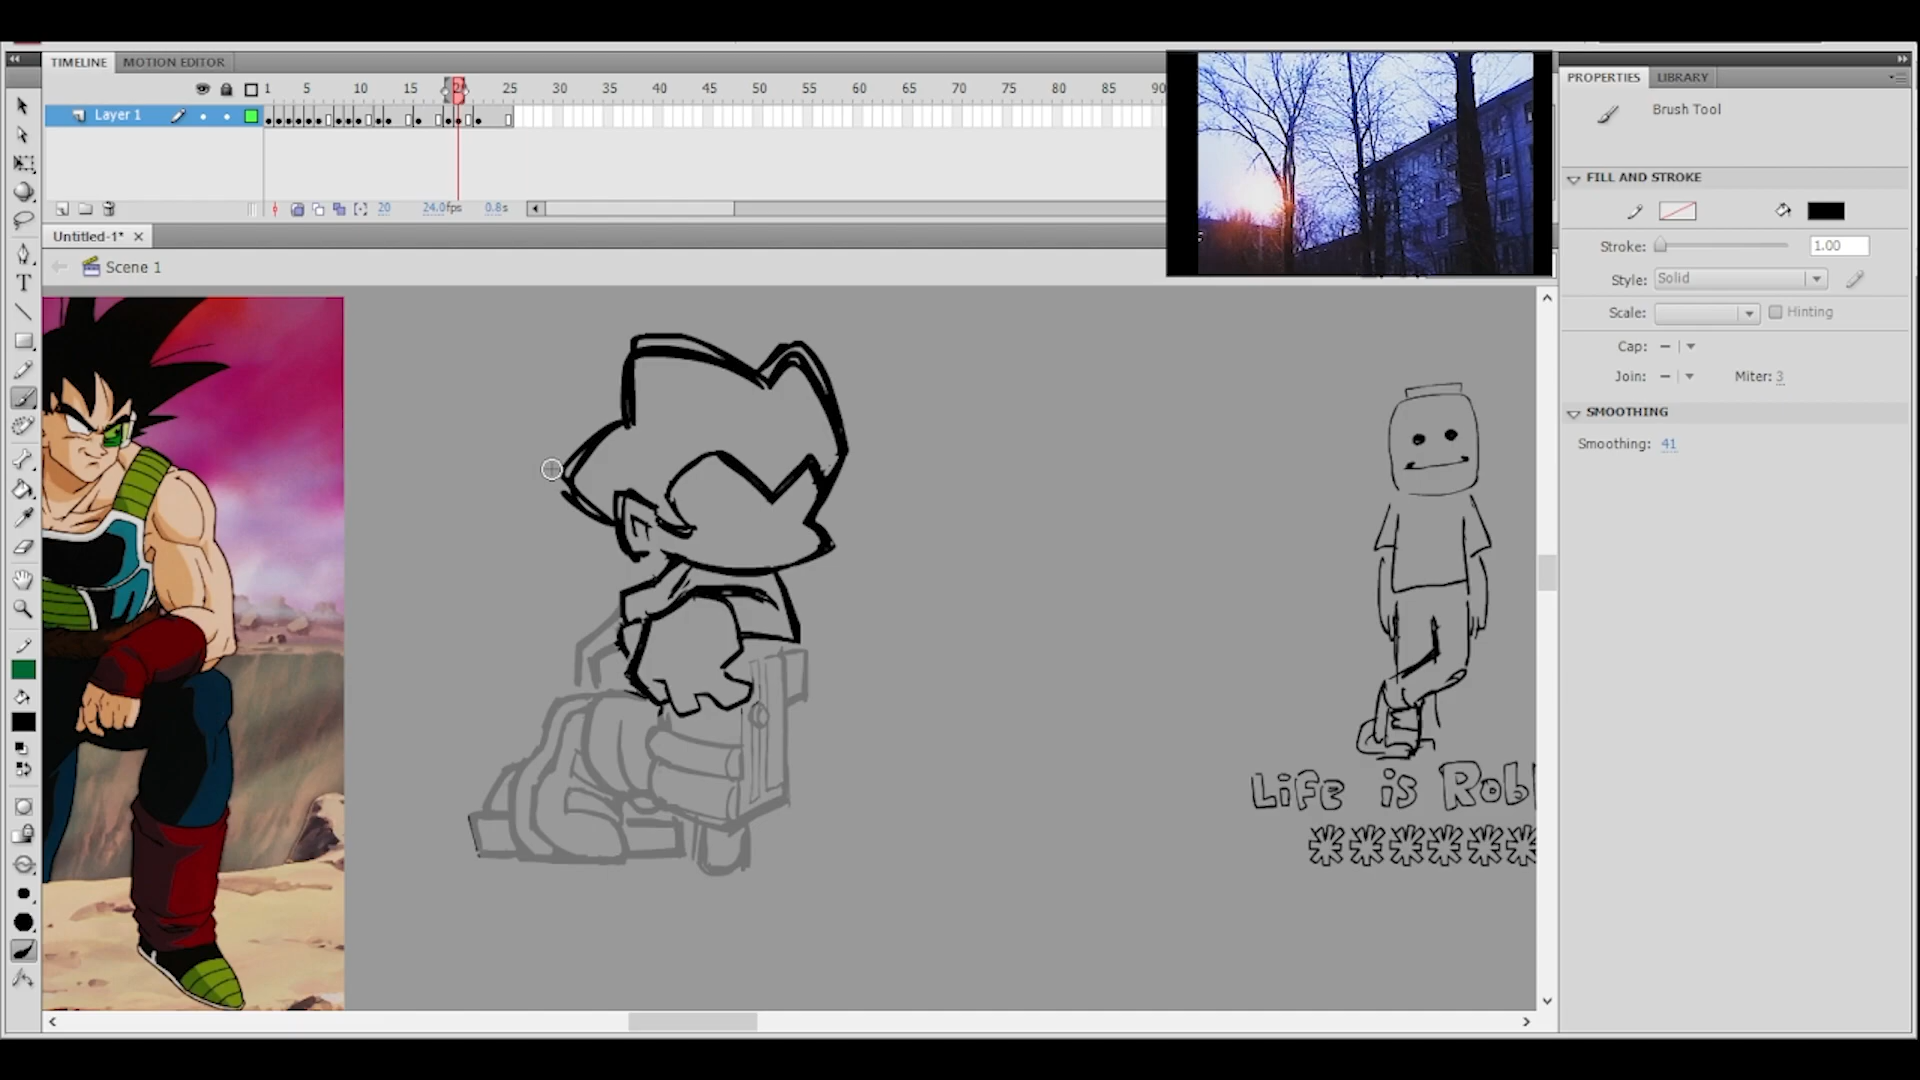 TIMELINE MOTION EDITOR
1 5 10 15 20 25 30 35 40 45 50 55 60 65 70 75 80 85 90
Layer 1
20 24.0fps 0.8s
Untitled-1*
Scene 1
PROPERTIES LIBRARY
Brush Tool
FILL AND STROKE
Stroke: 1.00
Style: Solid
Scale: Hinting
Cap:
Join: Miter: 3
SMOOTHING
Smoothing: 41
T
Life is Robl